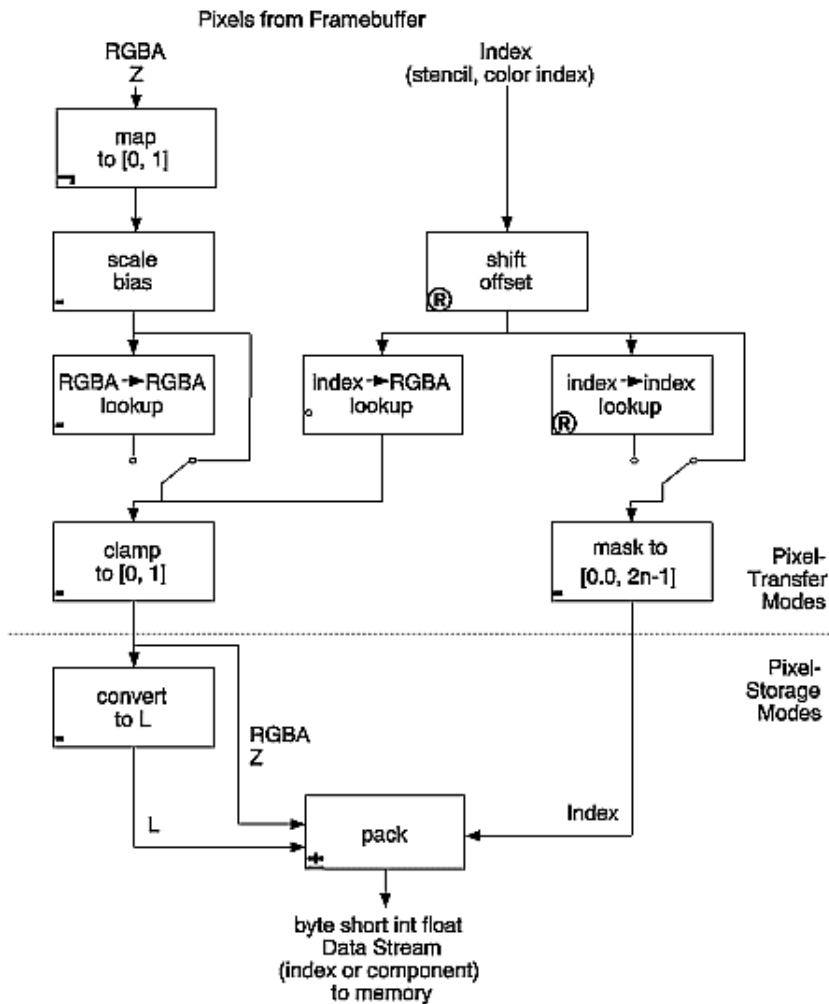 Pixels from Framebuffer
RGBA
Z
Index
(stencil, color index)
map
to [0, 1]
scale
bias
shift
offset
R
RGBA→RGBA
lookup
index→RGBA
lookup
index→index
lookup
R
clamp
to [0, 1]
mask to
[0.0, 2n-1]
Pixel-
Transfer
Modes
Pixel-
Storage
Modes
convert
to L
RGBA
Z
L
Index
pack
byte short int float
Data Stream
(index or component)
to memory